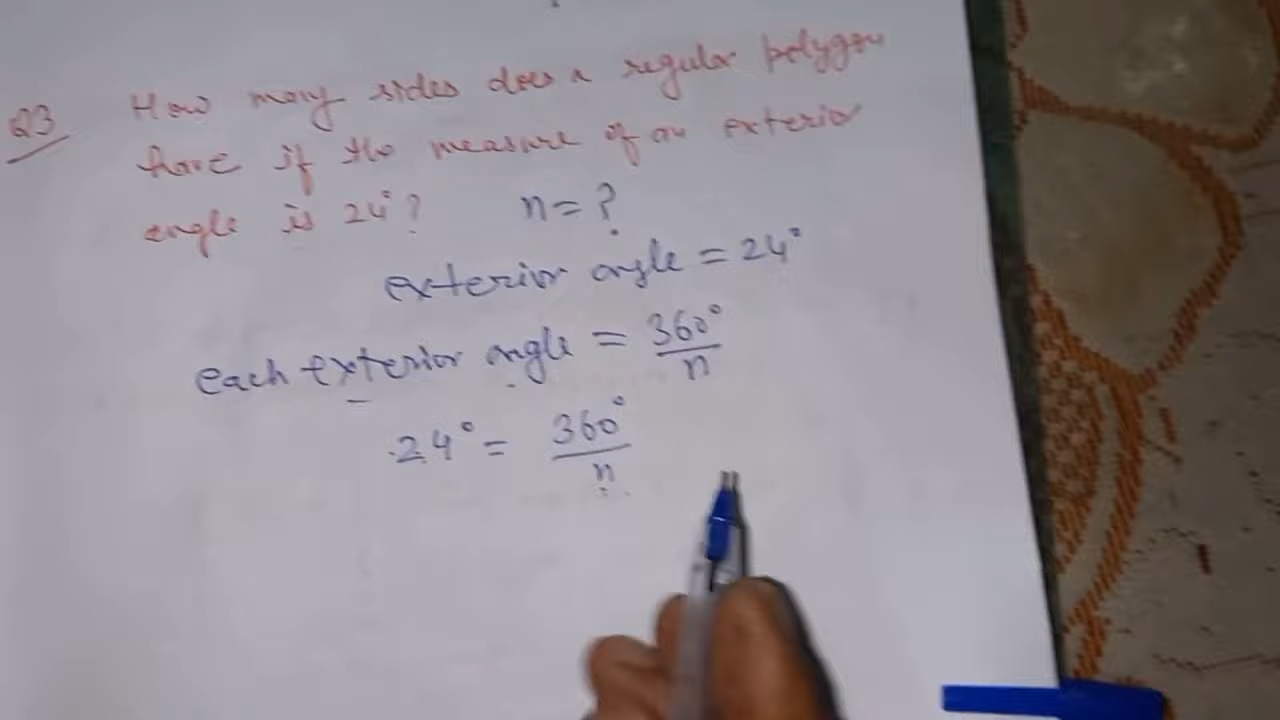 Q3 How many sides does a regular polygon
have if the measure of an exterior
angle is 24°? n=?
exterior angle = 24°
each exterior angle = 360°/n
24° = 360°/n